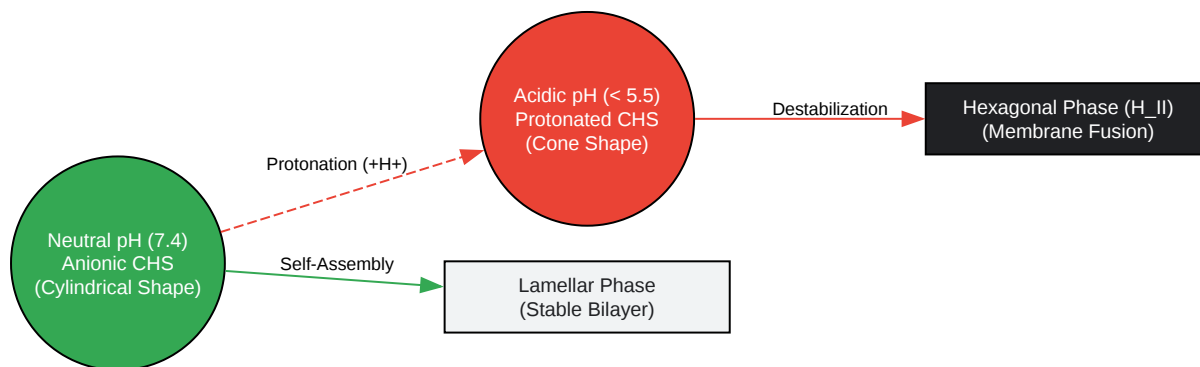 Acidic pH (< 5.5)
Protonated CHS
(Cone Shape)
Destabilization
Hexagonal Phase (H_II)
(Membrane Fusion)
Protonation (+H+)
Neutral pH (7.4)
Anionic CHS
(Cylindrical Shape)
Self-Assembly
Lamellar Phase
(Stable Bilayer)